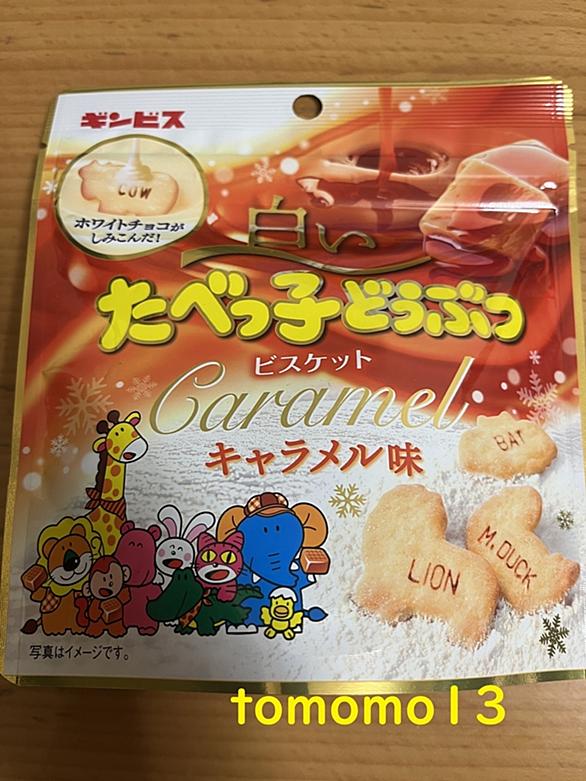 ギンビス
COW
ホワイトチョコが
しみこんだ!
白い
たべっ子どうぶつ
ビスケット
Caramel
キャラメル味
BAT
M.DUCK
LION
写真はイメージです。
tomomo13